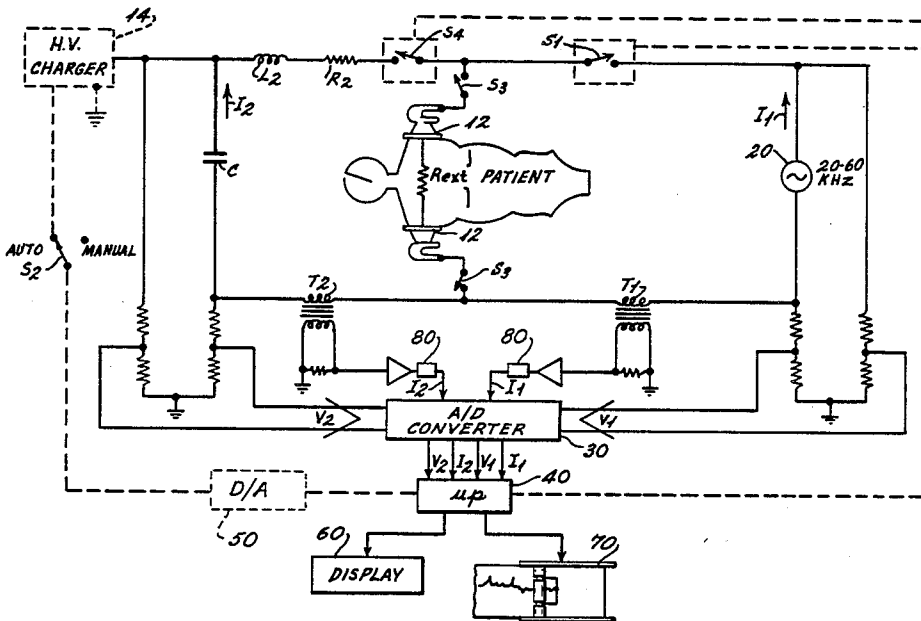 14
H.V.
CHARGER
L2
R2
S4
S1
I2
S3
I1
12
C
20
20-60
KHz
Rext
PATIENT
12
AUTO
MANUAL
S2
S3
T2
T1
80
80
I2
I1
V2
A/D
CONVERTER
V1
30
V2
I2
V1
I1
D/A
μp
40
50
60
70
DISPLAY